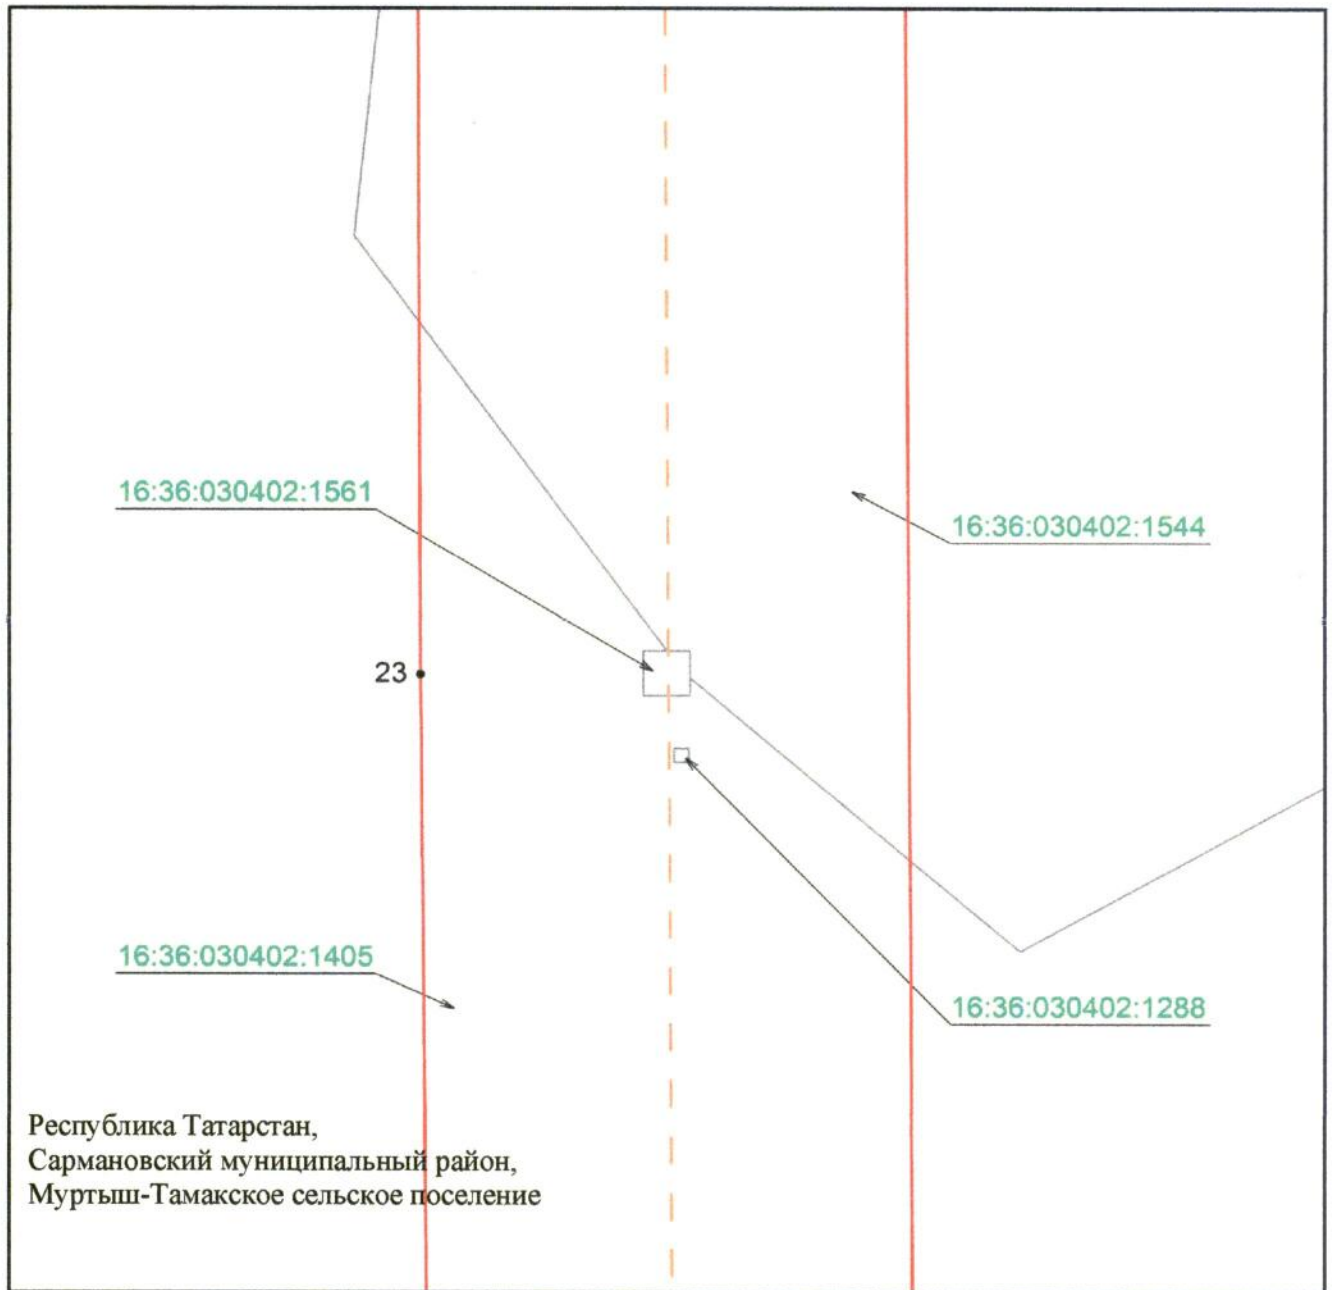 16:36:030402:1561
16:36:030402:1544
23
16:36:030402:1405
16:36:030402:1288
Республика Татарстан,
Сармановский муниципальный район,
Муртыш-Тамакское сельское поселение